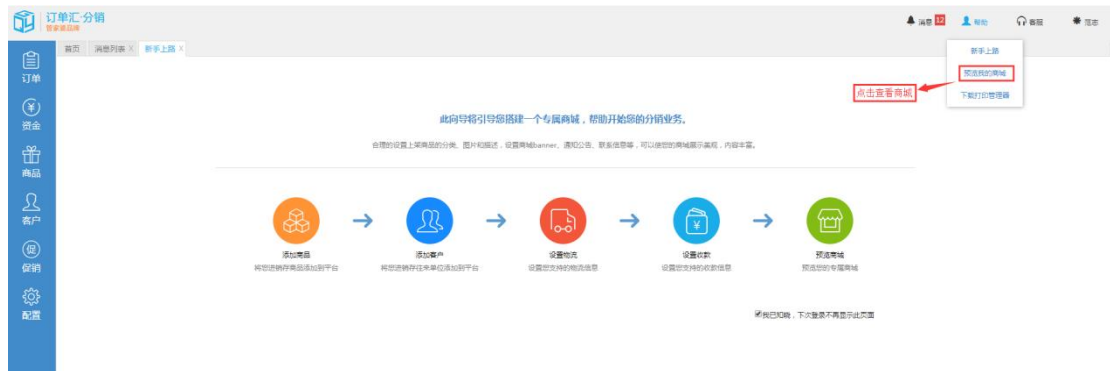 订单汇·分销
管家婆品牌
消息 12
帮助
客服
范志
首页
消息列表 X
新手上路 X
新手上路
预览我的商城
下载打印管理器
点击查看商城
订单
资金
商品
客户
促
促销
配置
此向导将引导您搭建一个专属商城，帮助开始您的分销业务。
合理的设置上架商品的分类、图片和描述，设置商城banner、通知公告、联系信息等，可以使您的商城展示美观，内容丰富。
添加商品
将您进销存商品添加到平台
添加客户
将您进销存往来单位添加到平台
设置物流
设置您支持的物流信息
设置收款
设置您支持的收款信息
预览商城
预览您的专属商城
我已知晓，下次登录不再显示此页面